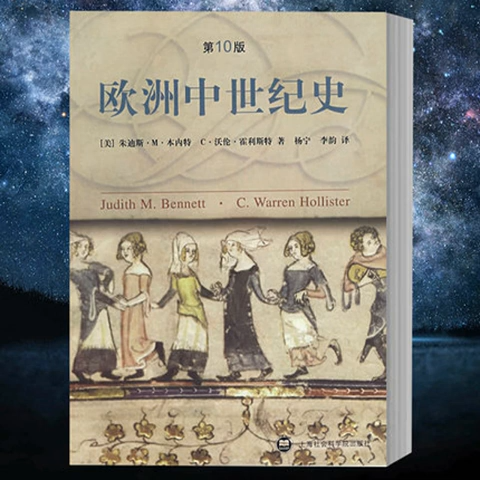 第10版
欧洲中世纪史
[美] 朱迪斯·M·本内特 C·沃伦·霍利斯特 著 杨宁 李韵 译
Judith M. Bennett · C. Warren Hollister
上海社会科学院出版社